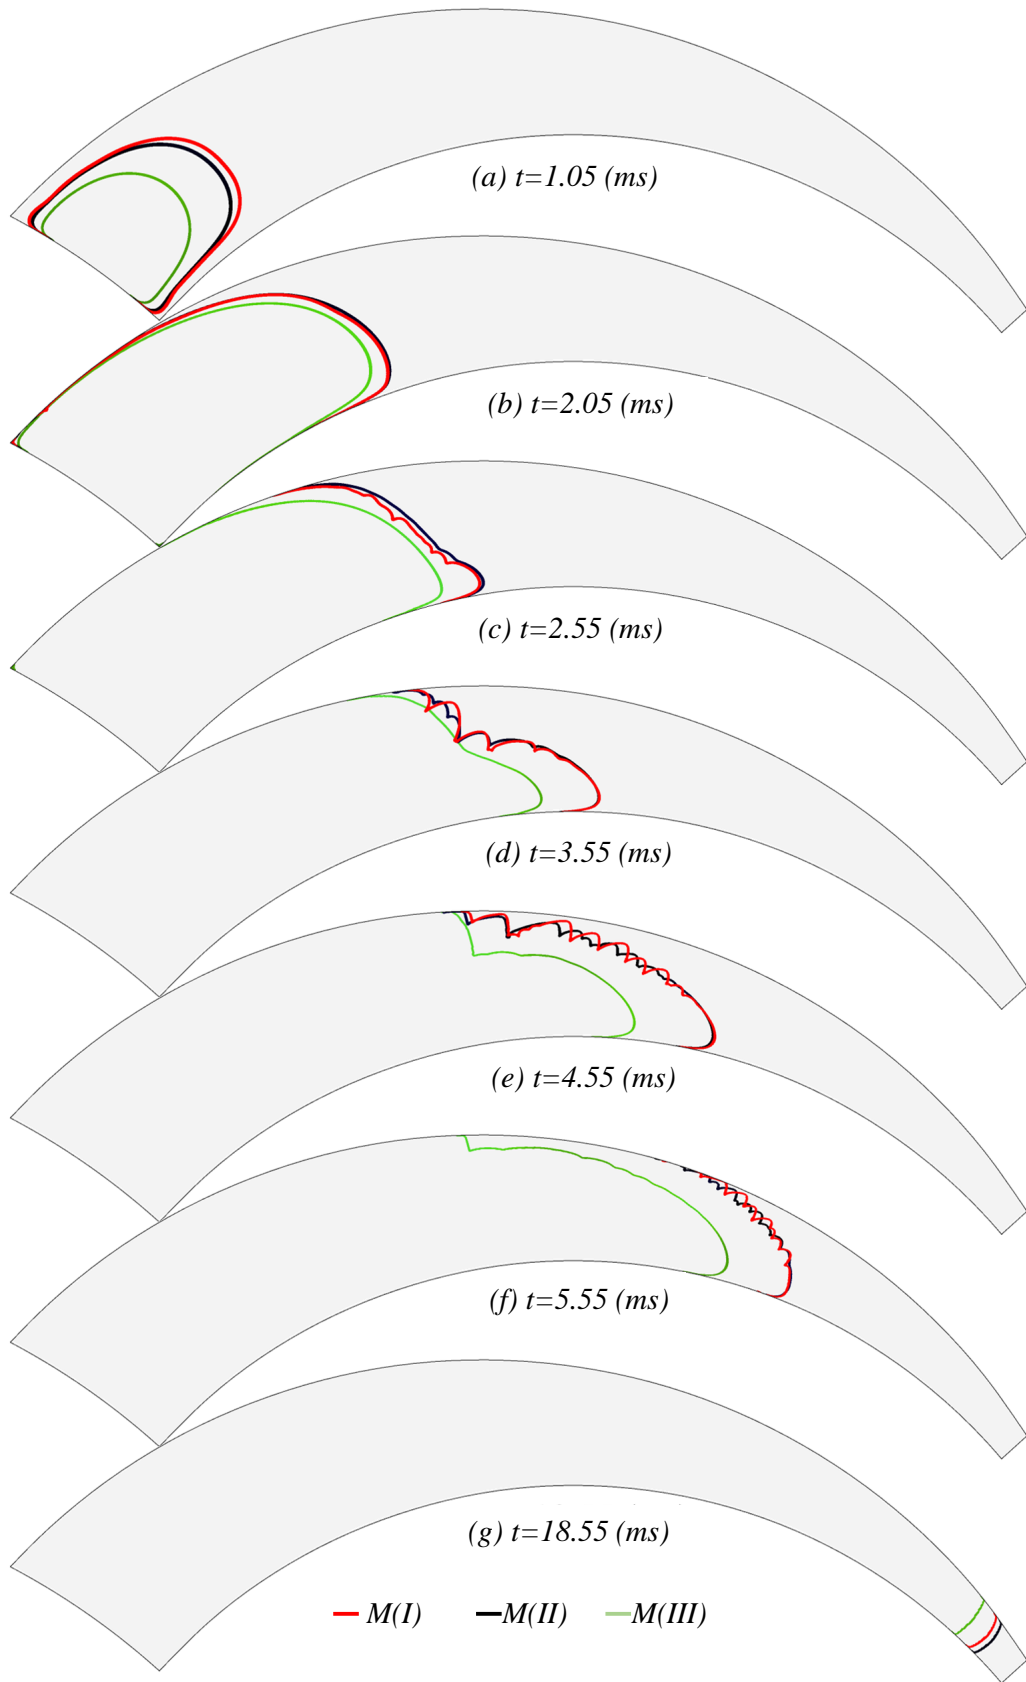 (a) t=1.05 (ms)
(b) t=2.05 (ms)
(c) t=2.55 (ms)
(d) t=3.55 (ms)
(e) t=4.55 (ms)
(f) t=5.55 (ms)
(g) t=18.55 (ms)
M(I) M(II) M(III)